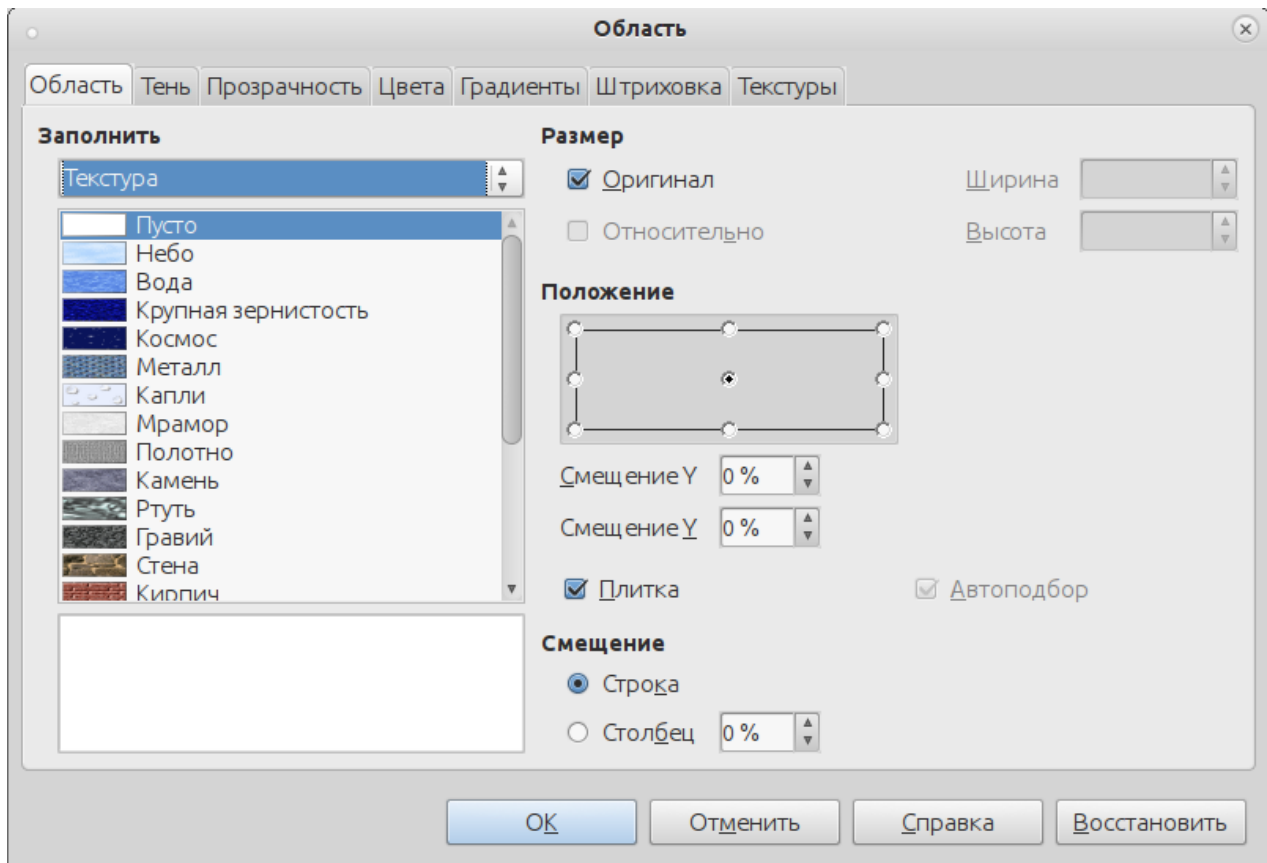 Область
Область Тень Прозрачность Цвета Градиенты Штриховка Текстуры
Заполнить
Текстура
Пусто
Небо
Вода
Крупная зернистость
Космос
Металл
Капли
Мрамор
Полотно
Камень
Ртуть
Гравий
Стена
Кирпич
Размер
Оригинал
Ширина
Относительно
Высота
Положение
Смещение Y 0 %
Смещение Y 0 %
Плитка
Автоподбор
Смещение
Строка
Столбец 0 %
OK Отменить Справка Восстановить